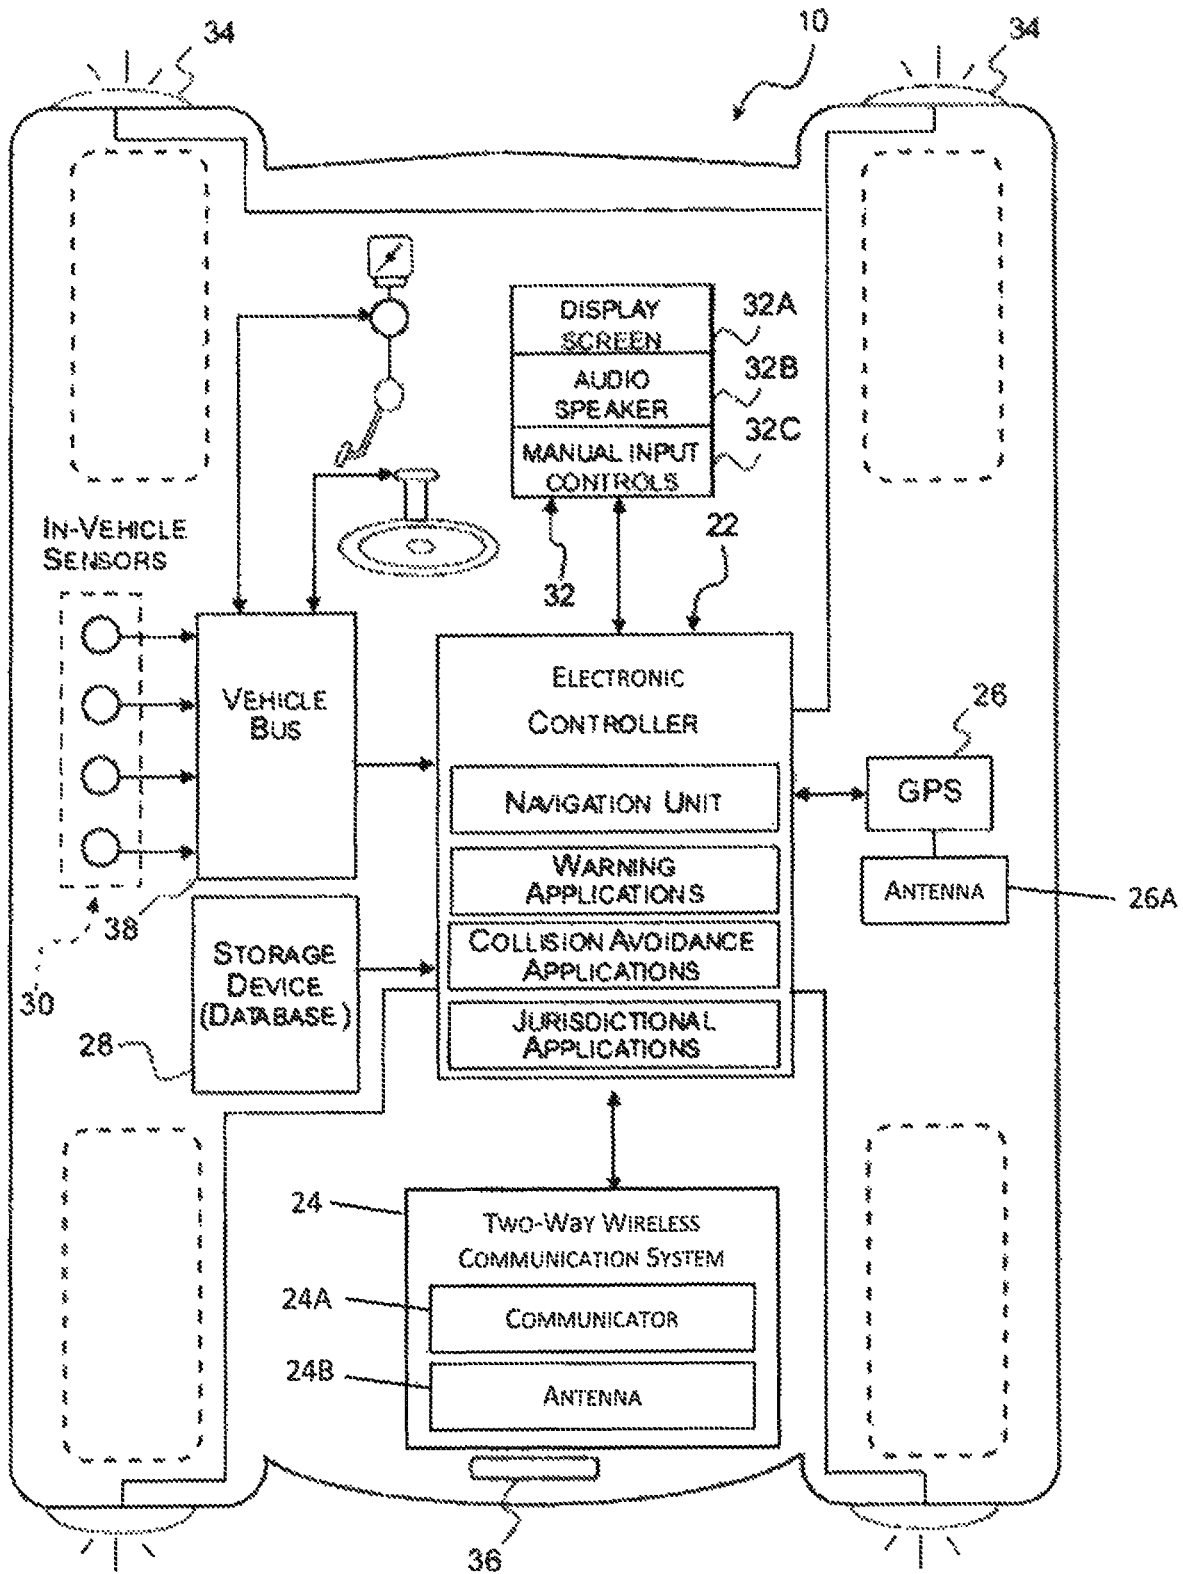 34
10
34
DISPLAY
SCREEN
32A
AUDIO
SPEAKER
32B
MANUAL INPUT
CONTROLS
32C
IN-VEHICLE
SENSORS
32
22
VEHICLE
BUS
ELECTRONIC
CONTROLLER
26
GPS
NAVIGATION UNIT
WARNING
APPLICATIONS
ANTENNA
26A
38
COLLISION AVOIDANCE
APPLICATIONS
STORAGE
DEVICE
(DATABASE)
30
JURISDICTIONAL
APPLICATIONS
28
24
TWO-WaY WIRELESS
COMMUNICATION SYSTEM
24A
COMMUNICATOR
24B
ANTENNA
36